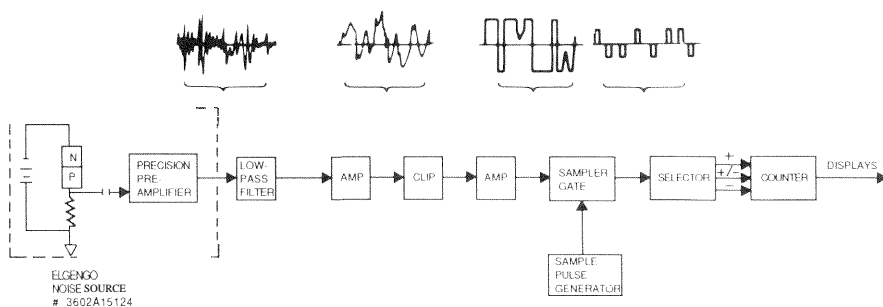 N
P
PRECISION
PRE-
AMPLIFIER
LOW-
PASS
FILTER
AMP
CLIP
AMP
SAMPLER
GATE
SELECTOR
+
+/-
-
COUNTER
DISPLAYS
SAMPLE
PULSE
GENERATOR
ELGENGO
NOISE SOURCE
# 3602A15124